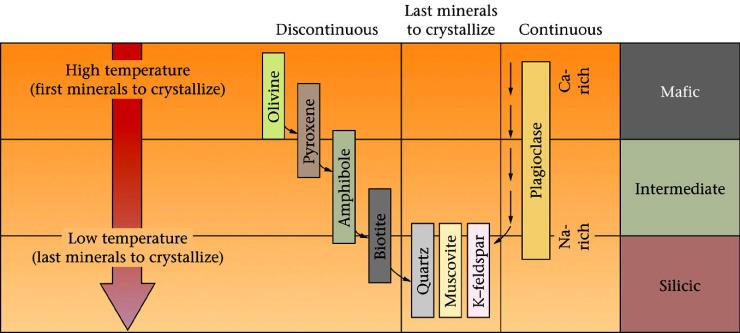 Discontinuous
Last minerals
to crystallize
Continuous
High temperature
(first minerals to crystallize)
Olivine
Pyroxene
Amphibole
Biotite
Quartz
Muscovite
K–feldspar
Plagioclase
Ca-
rich
Na-
rich
Mafic
Intermediate
Silicic
Low temperature
(last minerals to crystallize)